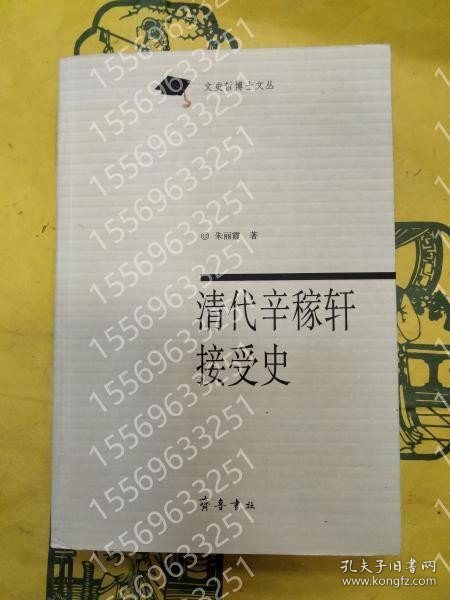 文史哲博士文丛
朱丽霞 著
清代辛稼轩
接受史
齐鲁书社
15569633251
孔夫子旧书网
www.kongfz.com